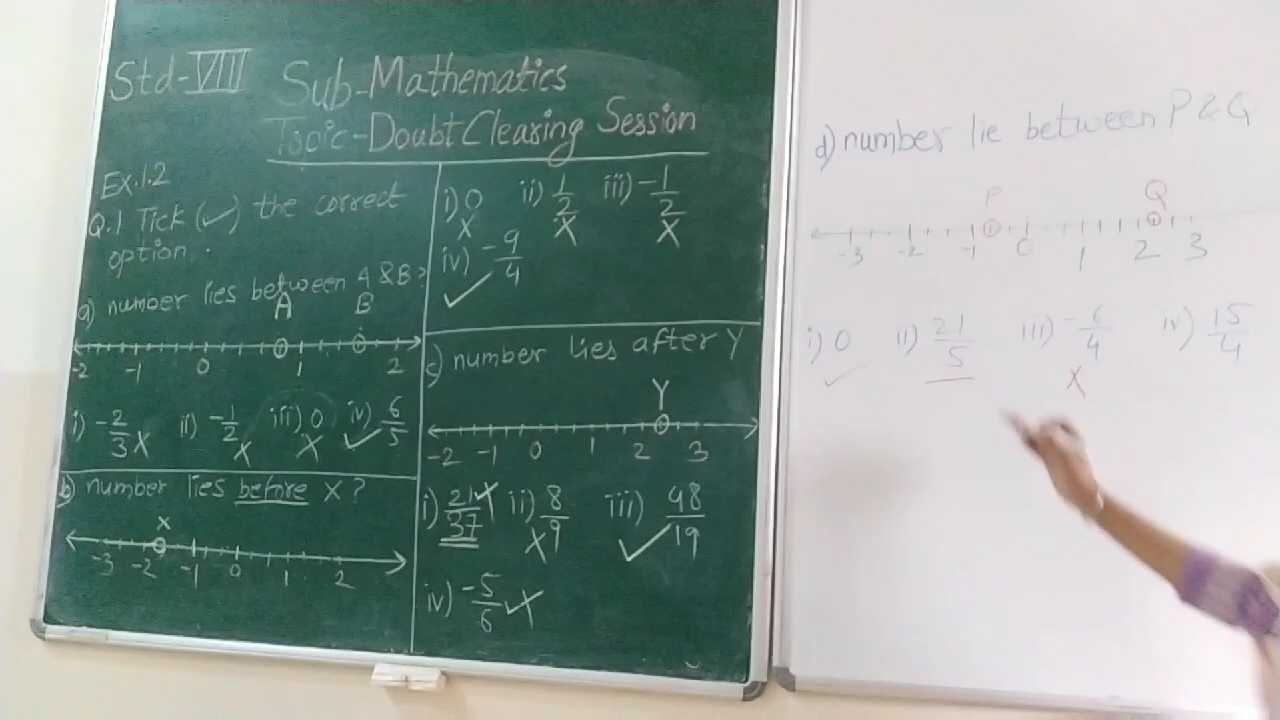 Std-VIII Sub-Mathematics
Topic-Doubt Clearing Session
Ex.1.2
Q.1 Tick (✓) the correct
option.
a) number lies between A & B?
A B
-2 -1 0 1 2
i) -2/3 X ii) -1/2 X iii) 0 X iv) 6/5 ✓
b) number lies before X?
X
-3 -2 -1 0 1 2
i) 0 X ii) 1/2 X iii) -1/2 X
iv) -9/4 ✓
c) number lies after Y
Y
-2 -1 0 1 2 3
i) 21/37 X ii) 8/9 X iii) 48/19 ✓
iv) -5/6 X
d) number lie between P & Q
P Q
-3 -2 -1 0 1 2 3
i) 0 ✓ ii) 21/5 iii) -6/4 X iv) 15/4